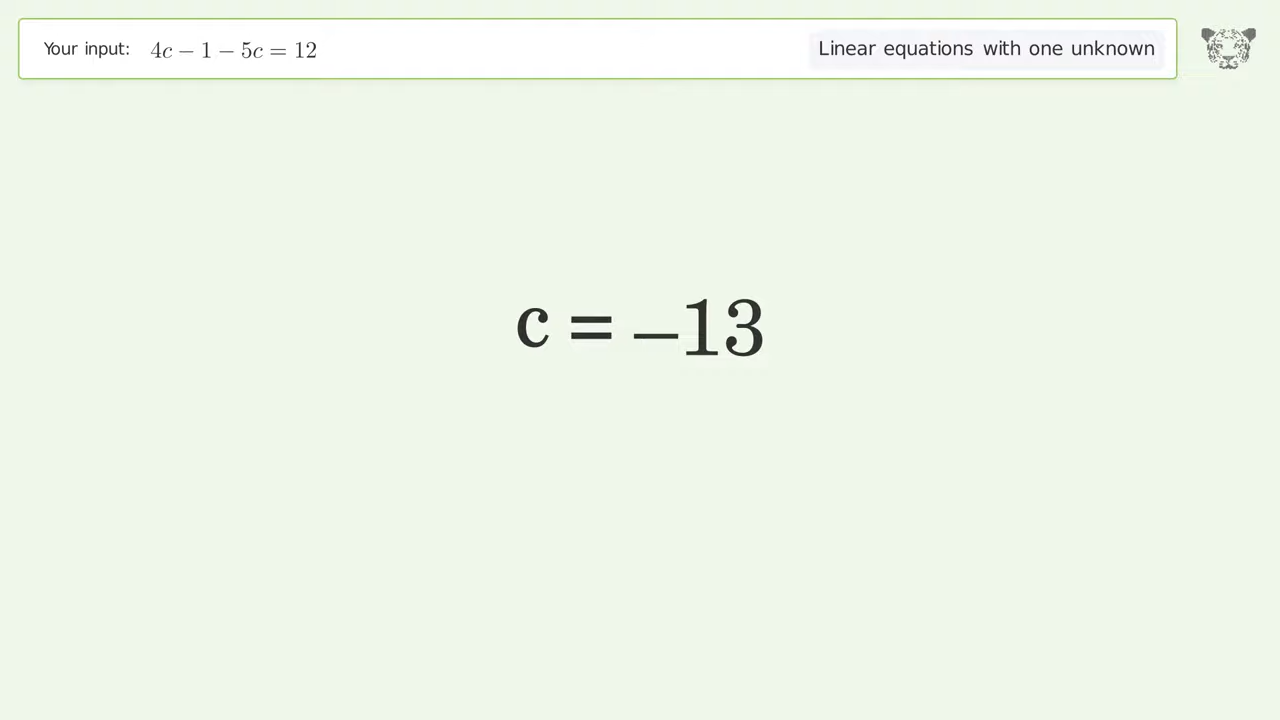 Your input: 4c − 1 − 5c = 12
Linear equations with one unknown
c = −13